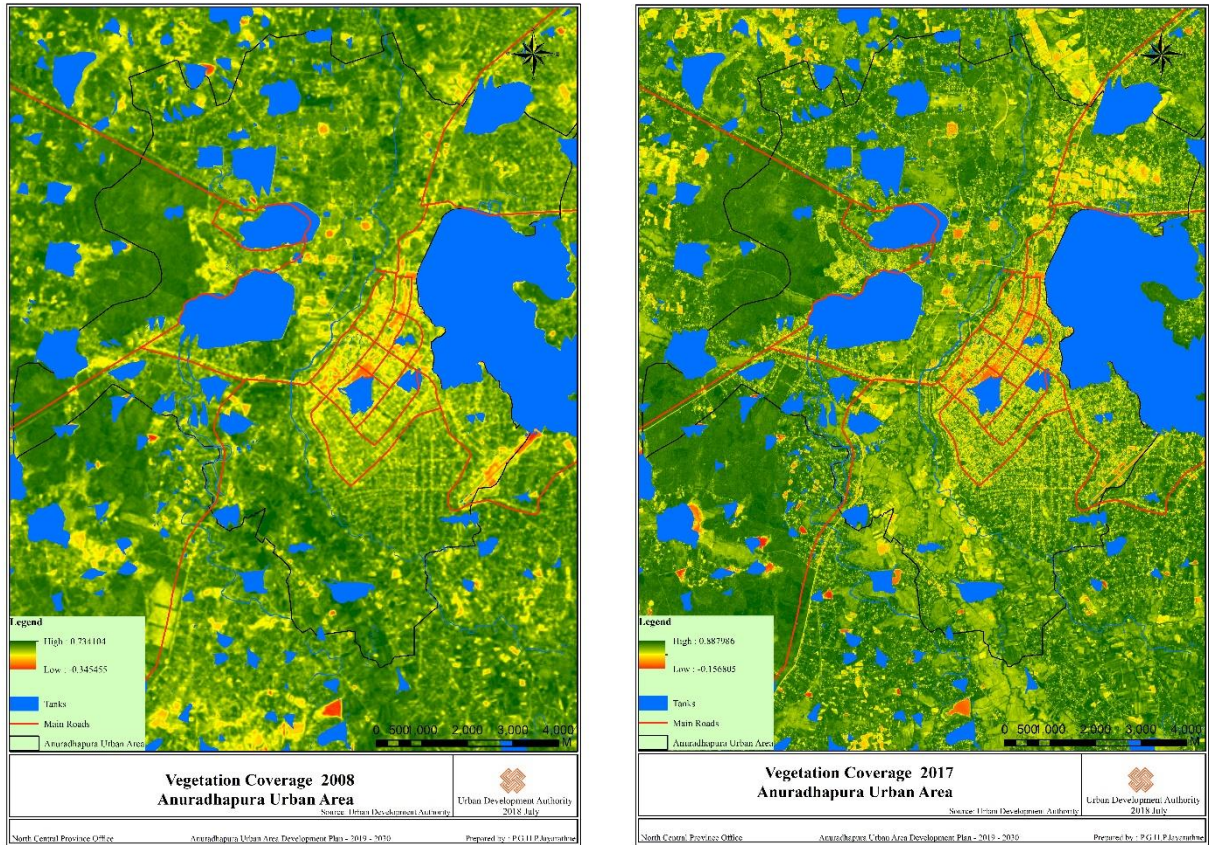 Legend
High : 0.734104
Low : -0.345455
Tanks
Main Roads
Anuradhapura Urban Area
0 500 1,000 2,000 3,000 4,000
M
Vegetation Coverage 2008
Anuradhapura Urban Area
Source: Urban Development Authority
Urban Development Authority
2018 July
North Central Province Office
Anuradhapura Urban Area Development Plan - 2019 - 2030
Prepared by : P.G.H.P.Jayarathne
Legend
High : 0.887986
Low : -0.156805
Tanks
Main Roads
Anuradhapura Urban Area
0 500 1,000 2,000 3,000 4,000
M
Vegetation Coverage 2017
Anuradhapura Urban Area
Source: Urban Development Authority
Urban Development Authority
2018 July
North Central Province Office
Anuradhapura Urban Area Development Plan - 2019 - 2030
Prepared by : P.G.H.P.Jayarathne